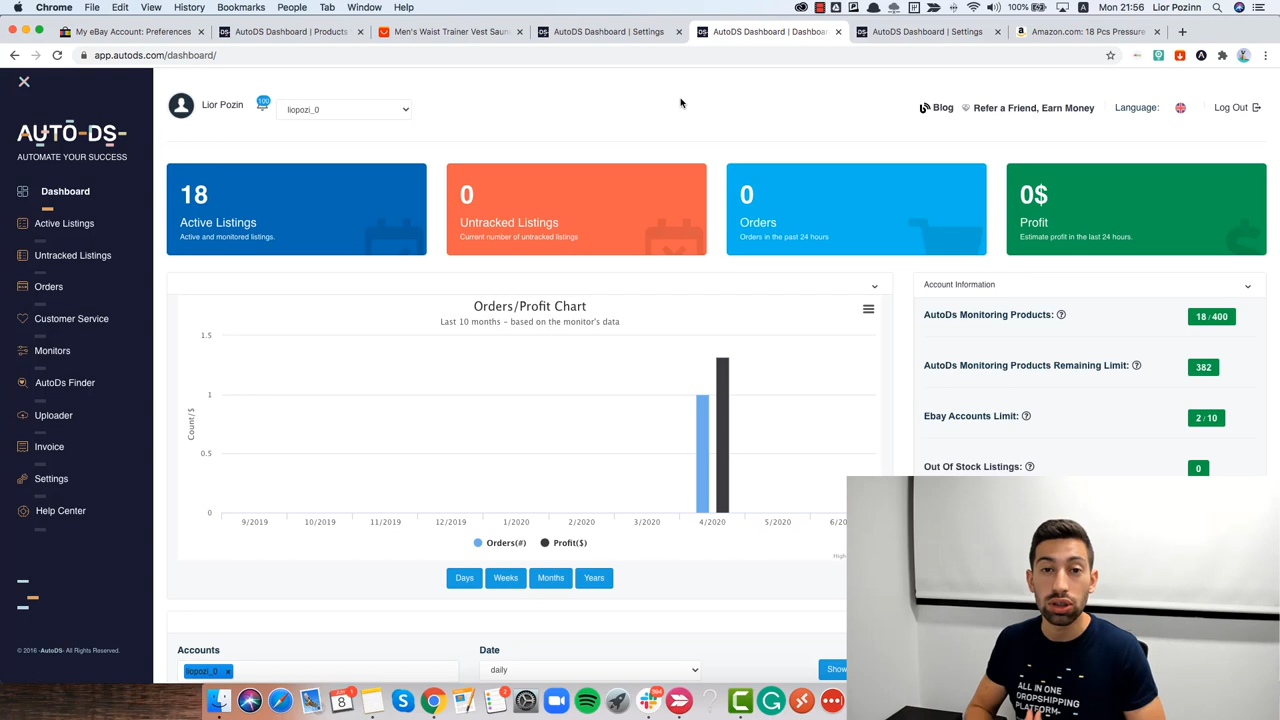 Chrome File Edit View History Bookmarks People Tab Window Help 100% Mon 21:56 Lior Pozinn
My eBay Account: Preferences AutoDS Dashboard | Products Men's Waist Trainer Vest Saun AutoDS Dashboard | Settings AutoDS Dashboard | Dashboa AutoDS Dashboard | Settings Amazon.com: 18 Pcs Pressure
app.autods.com/dashboard/
Lior Pozin 100 liopozi_0 Blog Refer a Friend, Earn Money Language: Log Out
AUTO-DS-
AUTOMATE YOUR SUCCESS
Dashboard
Active Listings
Untracked Listings
Orders
Customer Service
Monitors
AutoDs Finder
Uploader
Invoice
Settings
Help Center
© 2016 -AutoDS- All Rights Reserved.
18
Active Listings
Active and monitored listings.
0
Untracked Listings
Current number of untracked listings
0
Orders
Orders in the past 24 hours
0$
Profit
Estimate profit in the last 24 hours.
Orders/Profit Chart
Last 10 months – based on the monitor's data
Count/$
1.5
1
0.5
0
9/2019 10/2019 11/2019 12/2019 1/2020 2/2020 3/2020 4/2020 5/2020
Orders(#) Profit($)
Days Weeks Months Years
Account Information
AutoDs Monitoring Products: 18 / 400
AutoDs Monitoring Products Remaining Limit: 382
Ebay Accounts Limit: 2 / 10
Out Of Stock Listings: 0
Accounts Date
liopozi_0 × daily Show
394
2
ALL IN ONE
DROPSHIPPING
PLATFORM